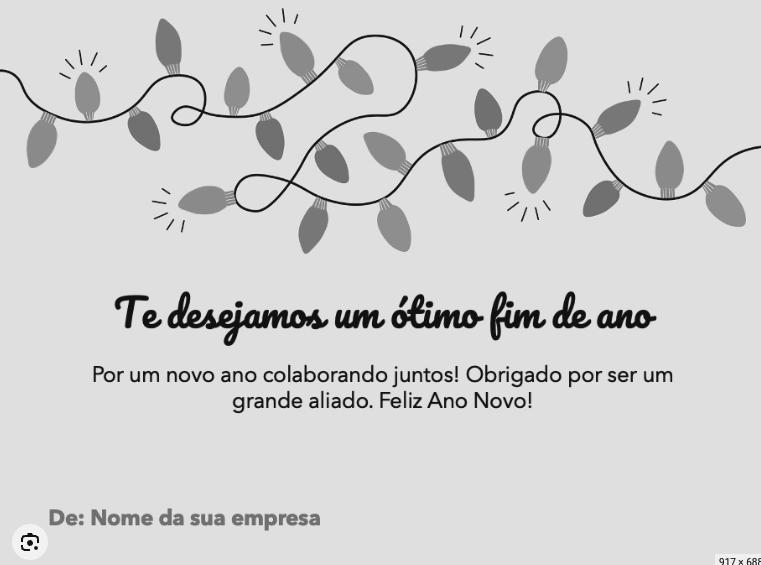 Te desejamos um ótimo fim de ano
Por um novo ano colaborando juntos! Obrigado por ser um
grande aliado. Feliz Ano Novo!
De: Nome da sua empresa
917 x 688